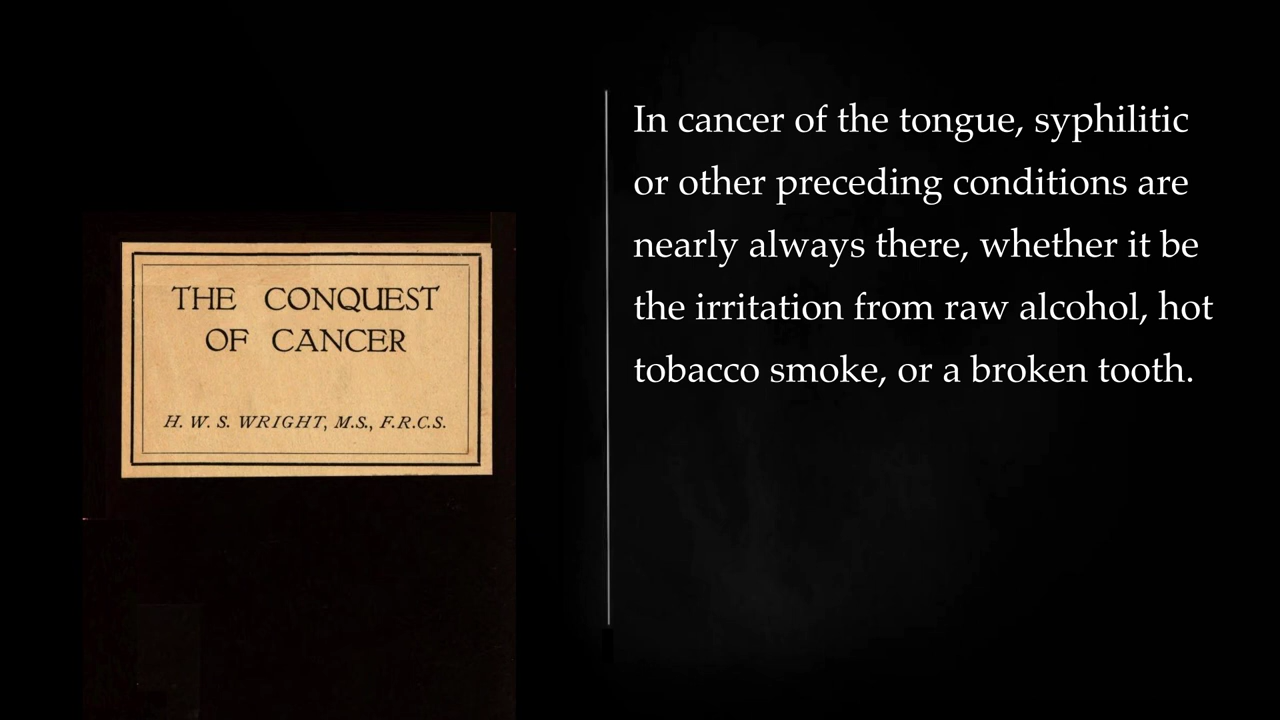 THE CONQUEST
OF CANCER
H. W. S. WRIGHT, M.S., F.R.C.S.
In cancer of the tongue, syphilitic
or other preceding conditions are
nearly always there, whether it be
the irritation from raw alcohol, hot
tobacco smoke, or a broken tooth.